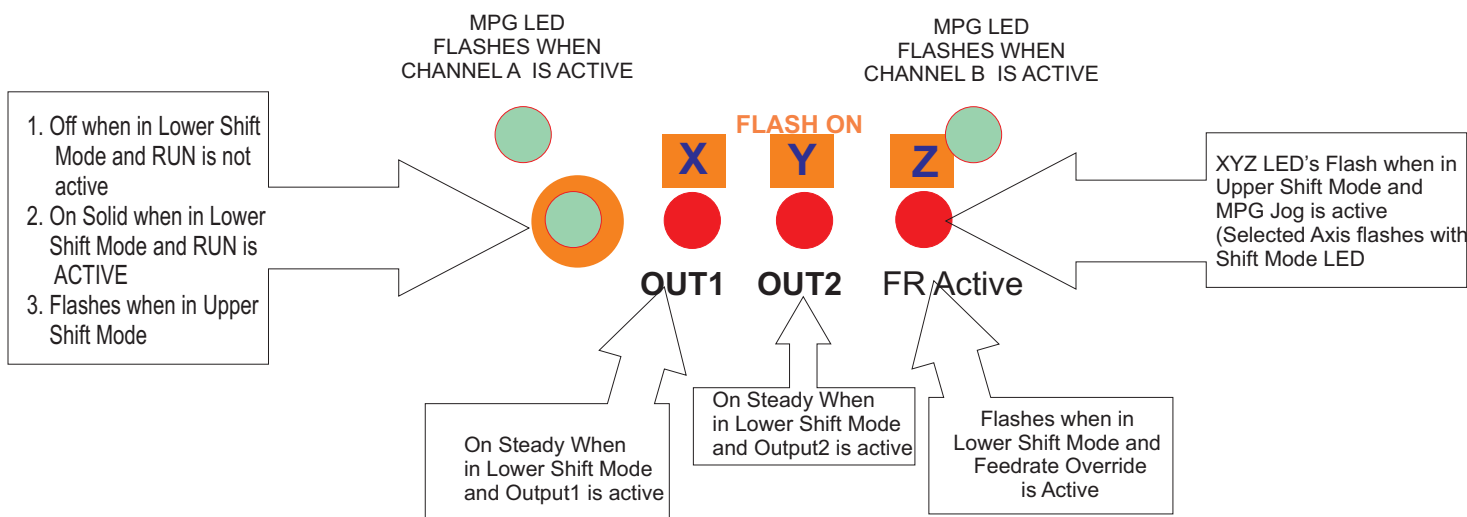 MPG LED
FLASHES WHEN
CHANNEL A IS ACTIVE
MPG LED
FLASHES WHEN
CHANNEL B IS ACTIVE
1. Off when in Lower Shift
Mode and RUN is not
active
2. On Solid when in Lower
Shift Mode and RUN is
ACTIVE
3. Flashes when in Upper
Shift Mode
FLASH ON
X Y Z
XYZ LED's Flash when in
Upper Shift Mode and
MPG Jog is active
(Selected Axis flashes with
Shift Mode LED
OUT1 OUT2 FR Active
On Steady When
in Lower Shift Mode
and Output1 is active
On Steady When
in Lower Shift Mode
and Output2 is active
Flashes when in
Lower Shift Mode and
Feedrate Override
is Active